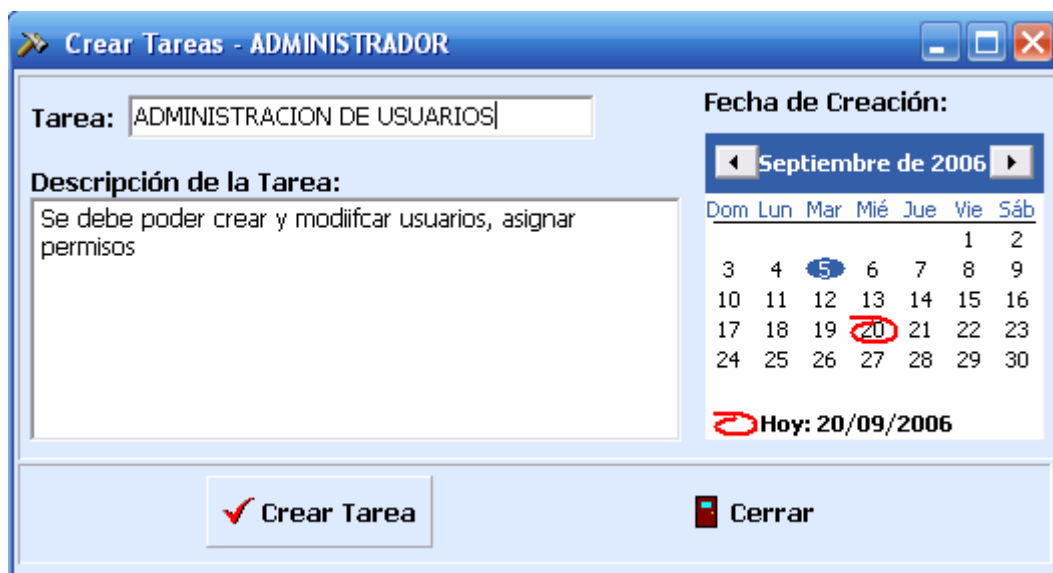 Crear Tareas - ADMINISTRADOR
Tarea: ADMINISTRACION DE USUARIOS
Descripción de la Tarea:
Se debe poder crear y modiifcar usuarios, asignar
permisos
Fecha de Creación:
Septiembre de 2006
Dom Lun Mar Mié Jue Vie Sáb
1 2
3 4 5 6 7 8 9
10 11 12 13 14 15 16
17 18 19 20 21 22 23
24 25 26 27 28 29 30
Hoy: 20/09/2006
Crear Tarea
Cerrar